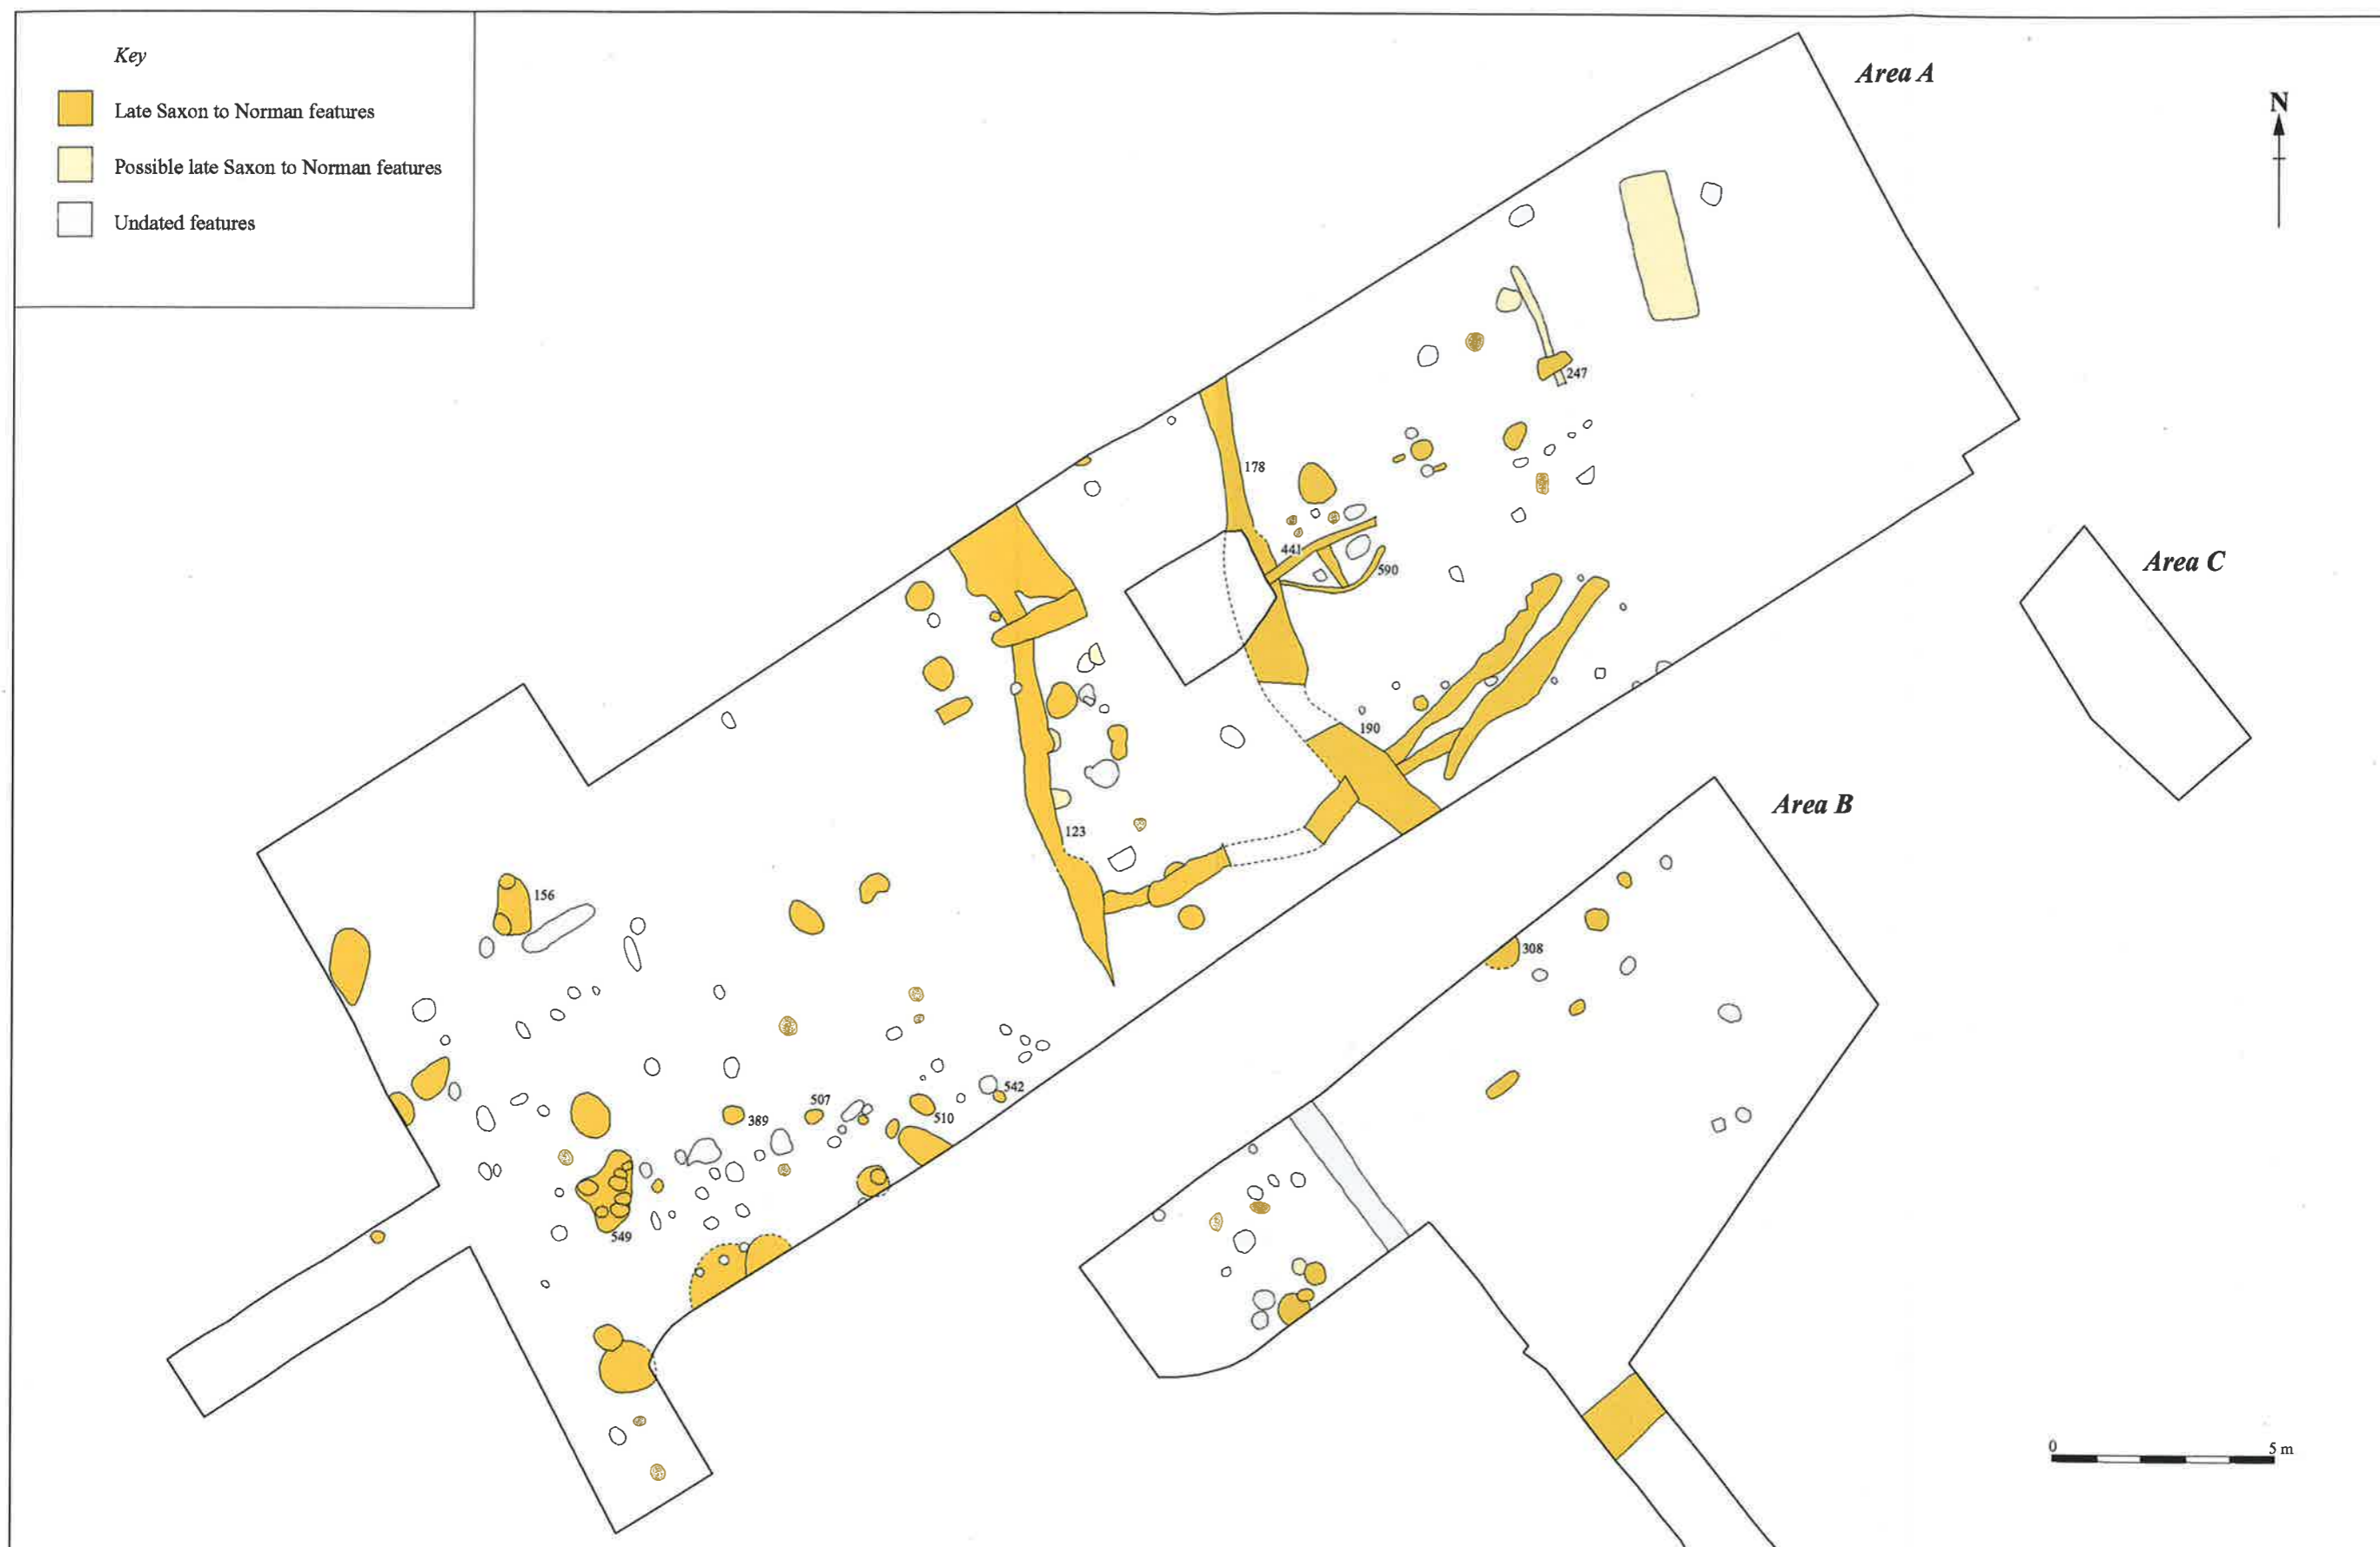 Key
Late Saxon to Norman features
Possible late Saxon to Norman features
Undated features
Area A
N
247
178
441
590
Area C
190
123
Area B
156
308
542
507
389
510
549
0 5 m